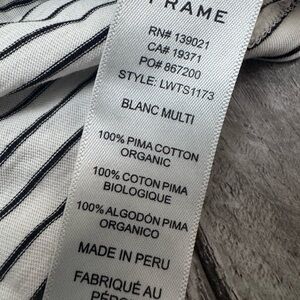 FRAME
RN# 139021
CA# 19371
PO# 867200
STYLE: LWTS1173
BLANC MULTI
100% PIMA COTTON
ORGANIC
100% COTON PIMA
BIOLOGIQUE
100% ALGODÓN PIMA
ORGANICO
MADE IN PERU
FABRIQUÉ AU
PÉROU